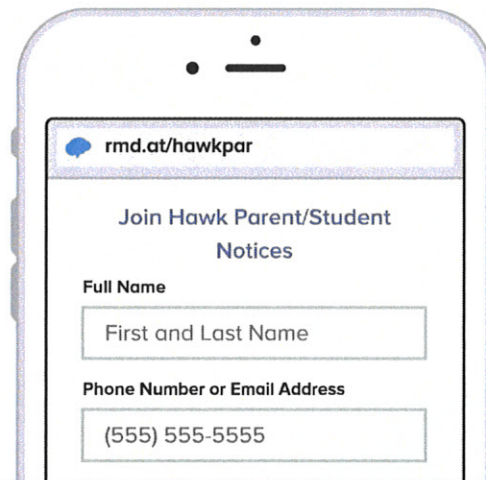 rmd.at/hawkpar
Join Hawk Parent/Student
Notices
Full Name
First and Last Name
Phone Number or Email Address
(555) 555-5555